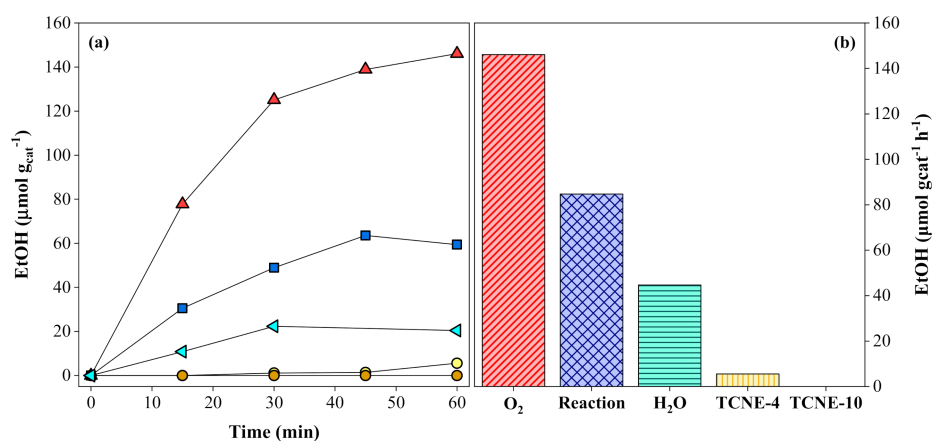 (a)
EtOH (μmol g_cat^-1)
160
140
120
100
80
60
40
20
0
0 10 20 30 40 50 60
Time (min)
(b)
160
140
120
100
80
60
40
20
0
EtOH (μmol gcat^-1 h^-1)
O₂ Reaction H₂O TCNE-4 TCNE-10